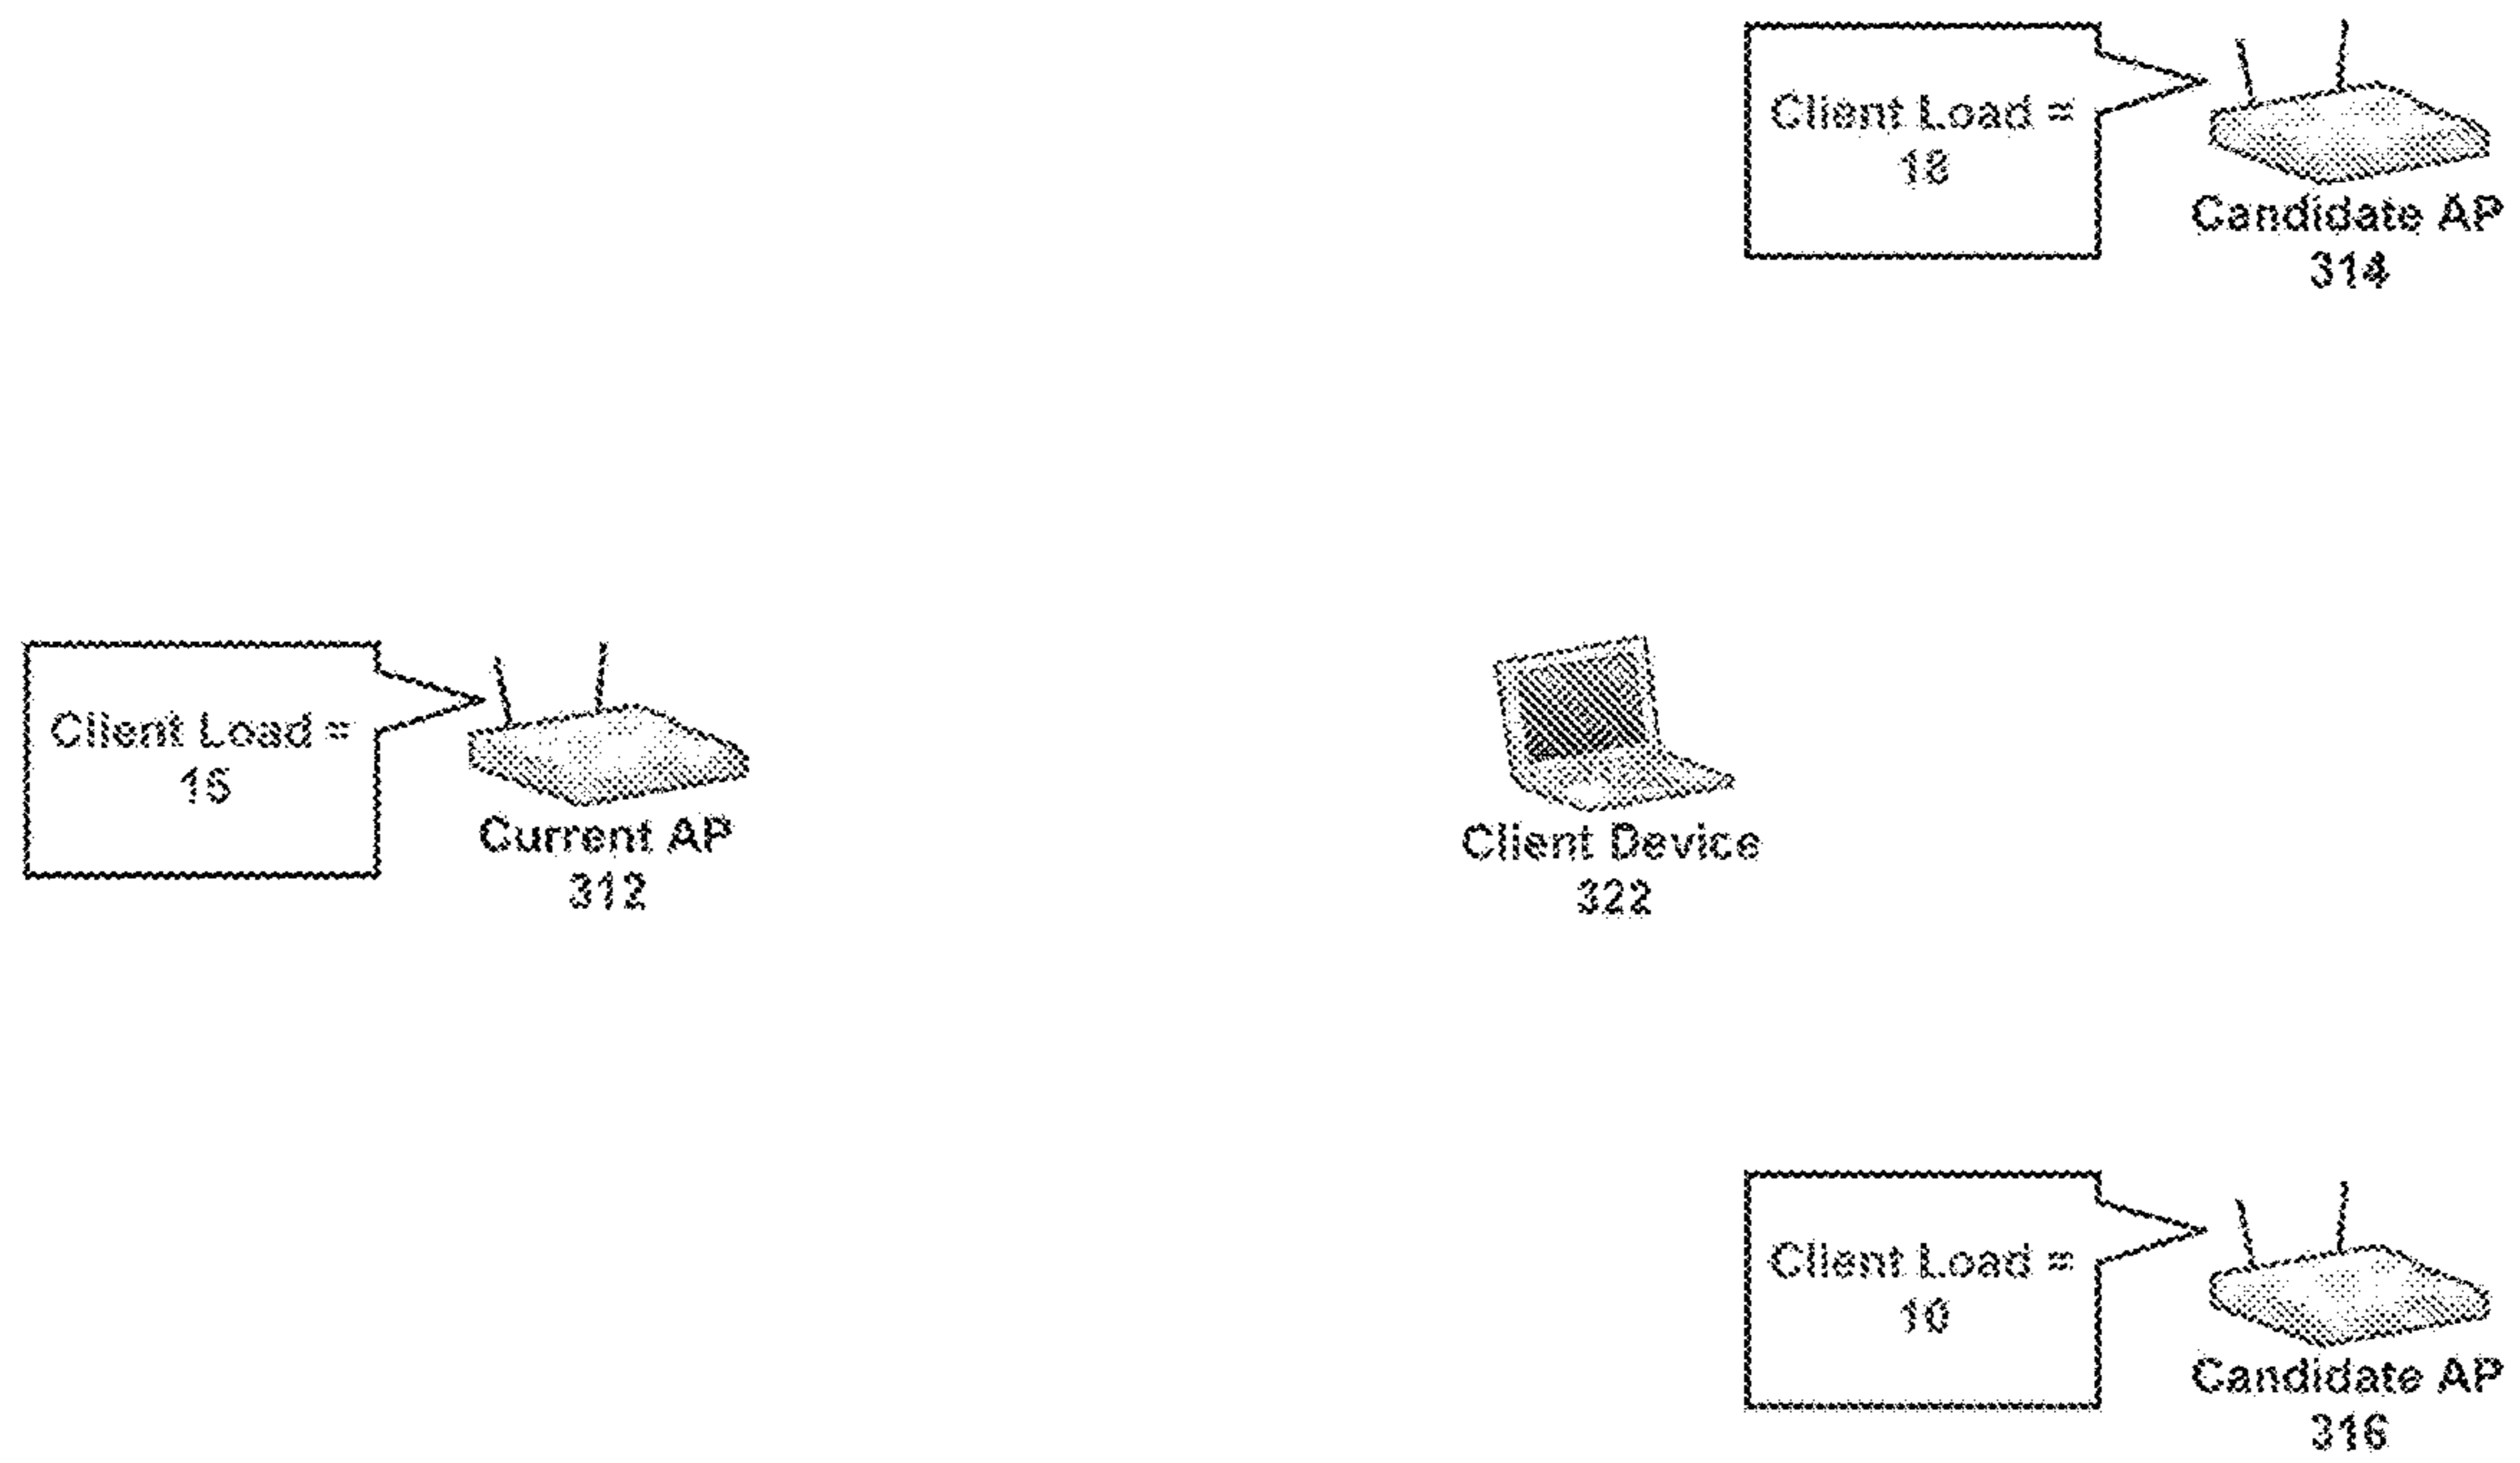 Client Load =
18
Candidate AP
314
Client Load =
15
Current AP
312
Client Device
322
Client Load =
10
Candidate AP
316